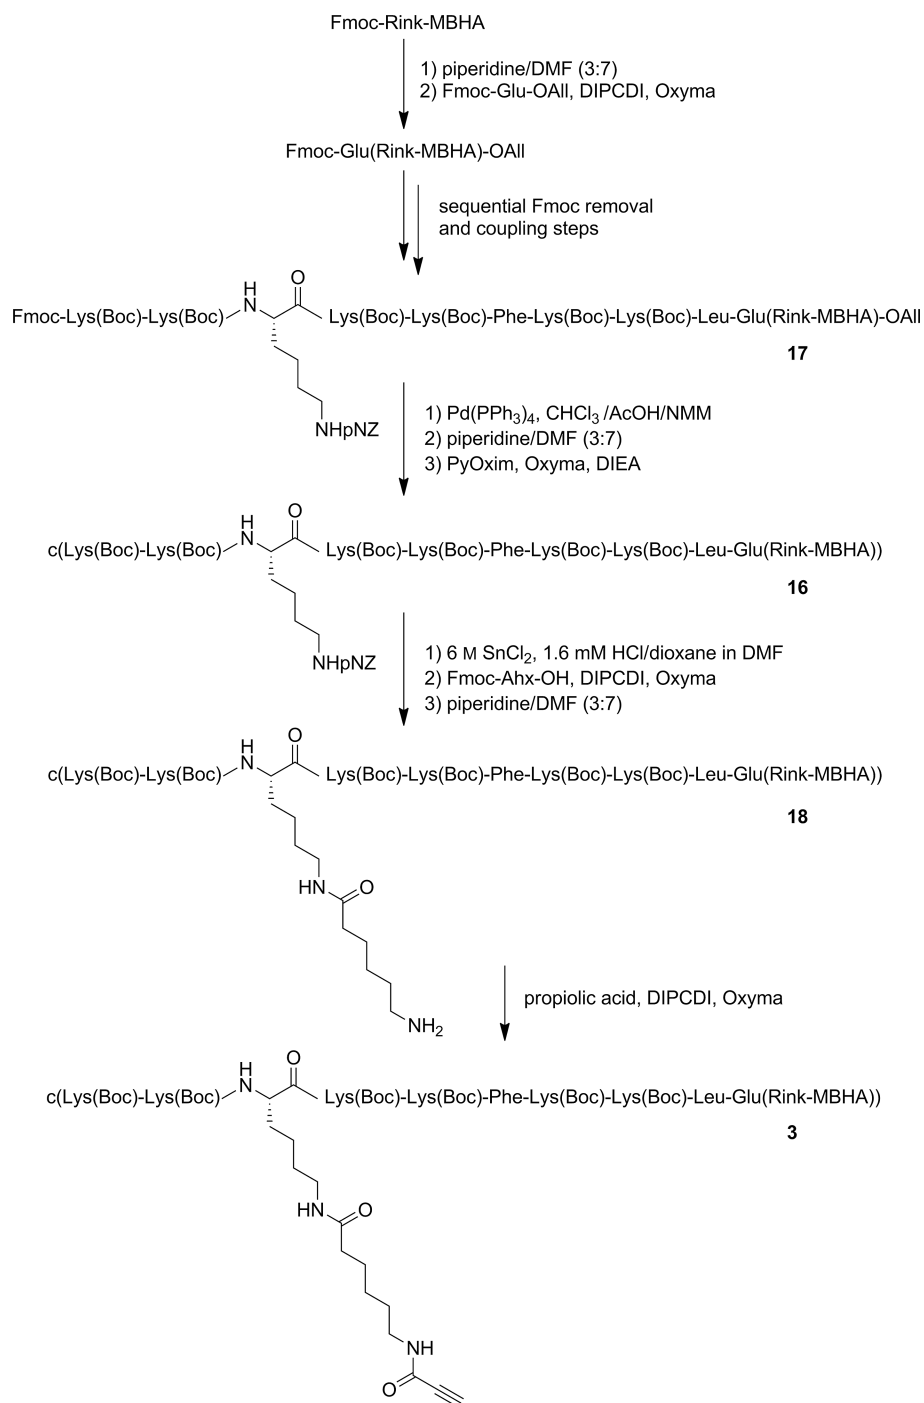 Fmoc-Rink-MBHA
1) piperidine/DMF (3:7)
2) Fmoc-Glu-OAll, DIPCDI, Oxyma
Fmoc-Glu(Rink-MBHA)-OAll
sequential Fmoc removal
and coupling steps
O
H
N
Fmoc-Lys(Boc)-Lys(Boc) Lys(Boc)-Lys(Boc)-Phe-Lys(Boc)-Lys(Boc)-Leu-Glu(Rink-MBHA)-OAll
17
NHpNZ
1) Pd(PPh3)4, CHCl3/AcOH/NMM
2) piperidine/DMF (3:7)
3) PyOxim, Oxyma, DIEA
O
H
N
c(Lys(Boc)-Lys(Boc) Lys(Boc)-Lys(Boc)-Phe-Lys(Boc)-Lys(Boc)-Leu-Glu(Rink-MBHA))
16
NHpNZ
1) 6 M SnCl2, 1.6 mM HCl/dioxane in DMF
2) Fmoc-Ahx-OH, DIPCDI, Oxyma
3) piperidine/DMF (3:7)
O
H
N
c(Lys(Boc)-Lys(Boc) Lys(Boc)-Lys(Boc)-Phe-Lys(Boc)-Lys(Boc)-Leu-Glu(Rink-MBHA))
18
HN O
NH2
propiolic acid, DIPCDI, Oxyma
O
H
N
c(Lys(Boc)-Lys(Boc) Lys(Boc)-Lys(Boc)-Phe-Lys(Boc)-Lys(Boc)-Leu-Glu(Rink-MBHA))
3
HN O
NH
O